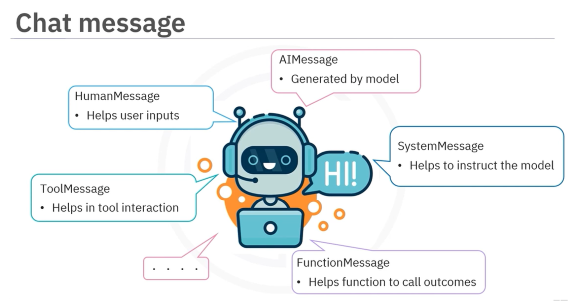 Chat message
AIMessage
• Generated by model
HumanMessage
• Helps user inputs
SystemMessage
• Helps to instruct the model
HI!
ToolMessage
• Helps in tool interaction
. . . .
FunctionMessage
• Helps function to call outcomes